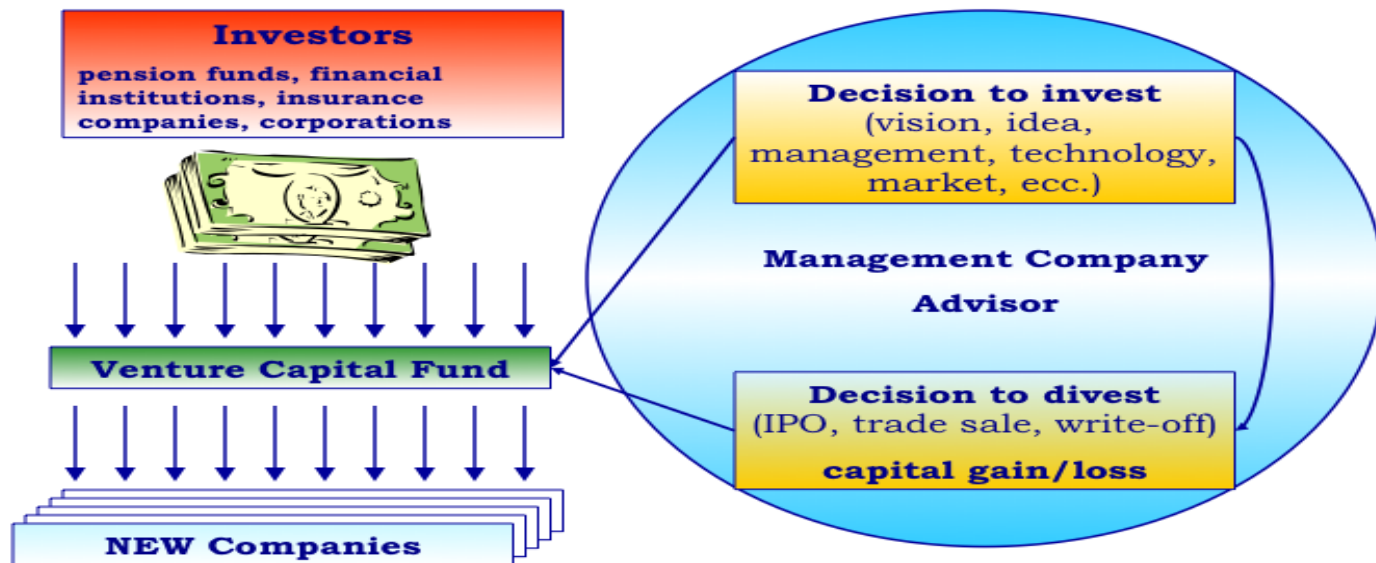 Investors
pension funds, financial
institutions, insurance
companies, corporations
Venture Capital Fund
NEW Companies
Decision to invest
(vision, idea,
management, technology,
market, ecc.)
Management Company
Advisor
Decision to divest
(IPO, trade sale, write-off)
capital gain/loss